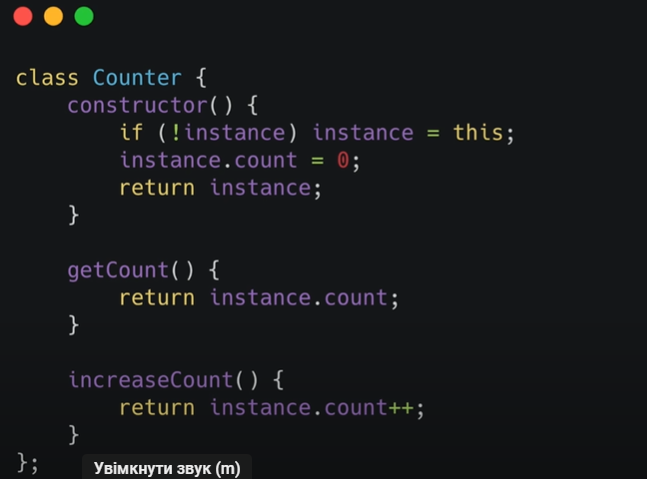 class Counter {
    constructor() {
        if (!instance) instance = this;
        instance.count = 0;
        return instance;
    }

    getCount() {
        return instance.count;
    }

    increaseCount() {
        return instance.count++;
    }
};
Увімкнути звук (m)